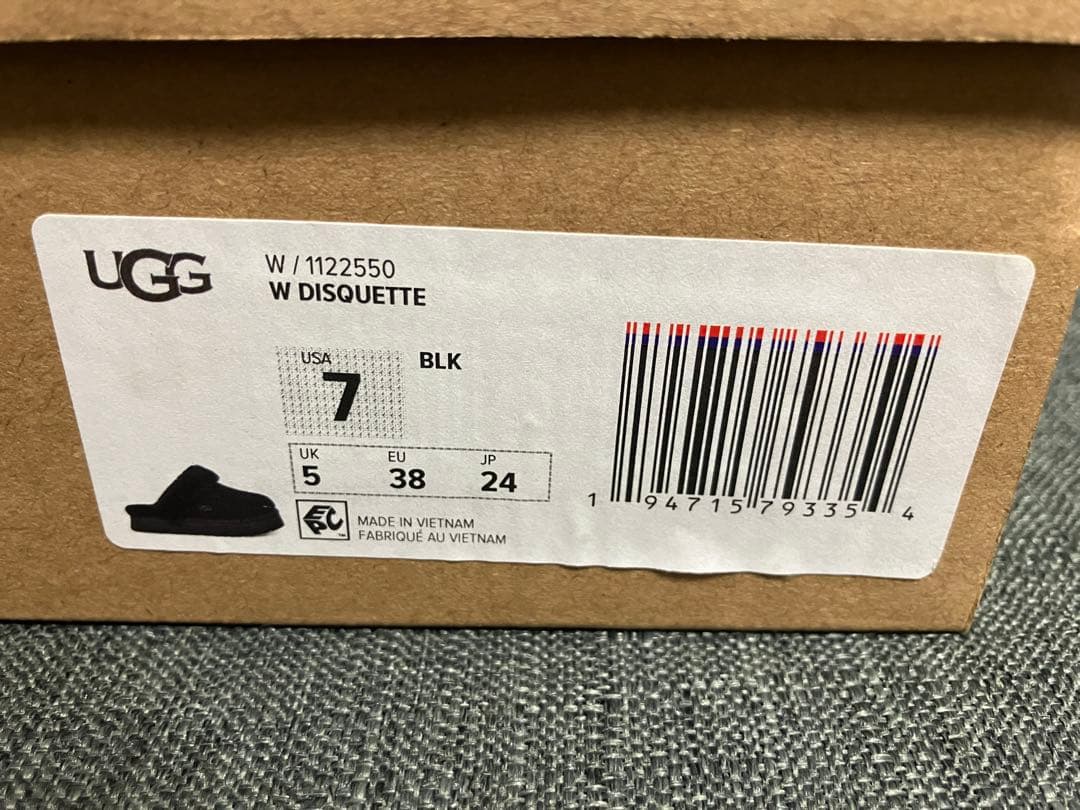 UGG
W / 1122550
W DISQUETTE
USA
7
BLK
UK
5
EU
38
JP
24
EPC
MADE IN VIETNAM
FABRIQUÉ AU VIETNAM
1 94715 79335 4